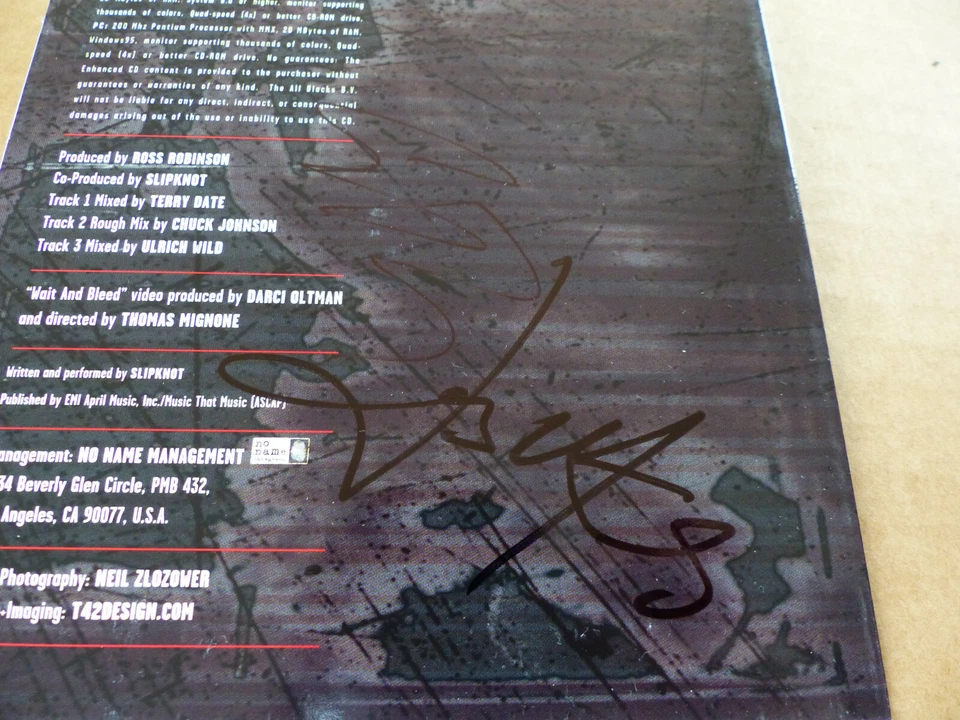 thousands of colors. Quad-speed (4x) or better CD-ROM drive.
PC: 200 Mhz Pentium Processor with MMX, 20 MBytes of RAM,
Windows95, monitor supporting thousands of colors. Quad-
speed (4x) or better CD-ROM drive. No guarantees: The
Enhanced CD content is provided to the purchaser without
guarantees or warranties of any kind. The All Blacks B.V.
will not be liable for any direct, indirect, or consequential
damages arising out of the use or inability to use this CD.
Produced by ROSS ROBINSON
Co-Produced by SLIPKNOT
Track 1 Mixed by TERRY DATE
Track 2 Rough Mix by CHUCK JOHNSON
Track 3 Mixed by ULRICH WILD
"Wait And Bleed" video produced by DARCI OLTMAN
and directed by THOMAS MIGNONE
Written and performed by SLIPKNOT
Published by EMI April Music, Inc./Music That Music (ASCAP)
anagement: NO NAME MANAGEMENT
no name
34 Beverly Glen Circle, PMB 432,
Angeles, CA 90077, U.S.A.
Photography: NEIL ZLOZOWER
+Imaging: T42DESIGN.COM